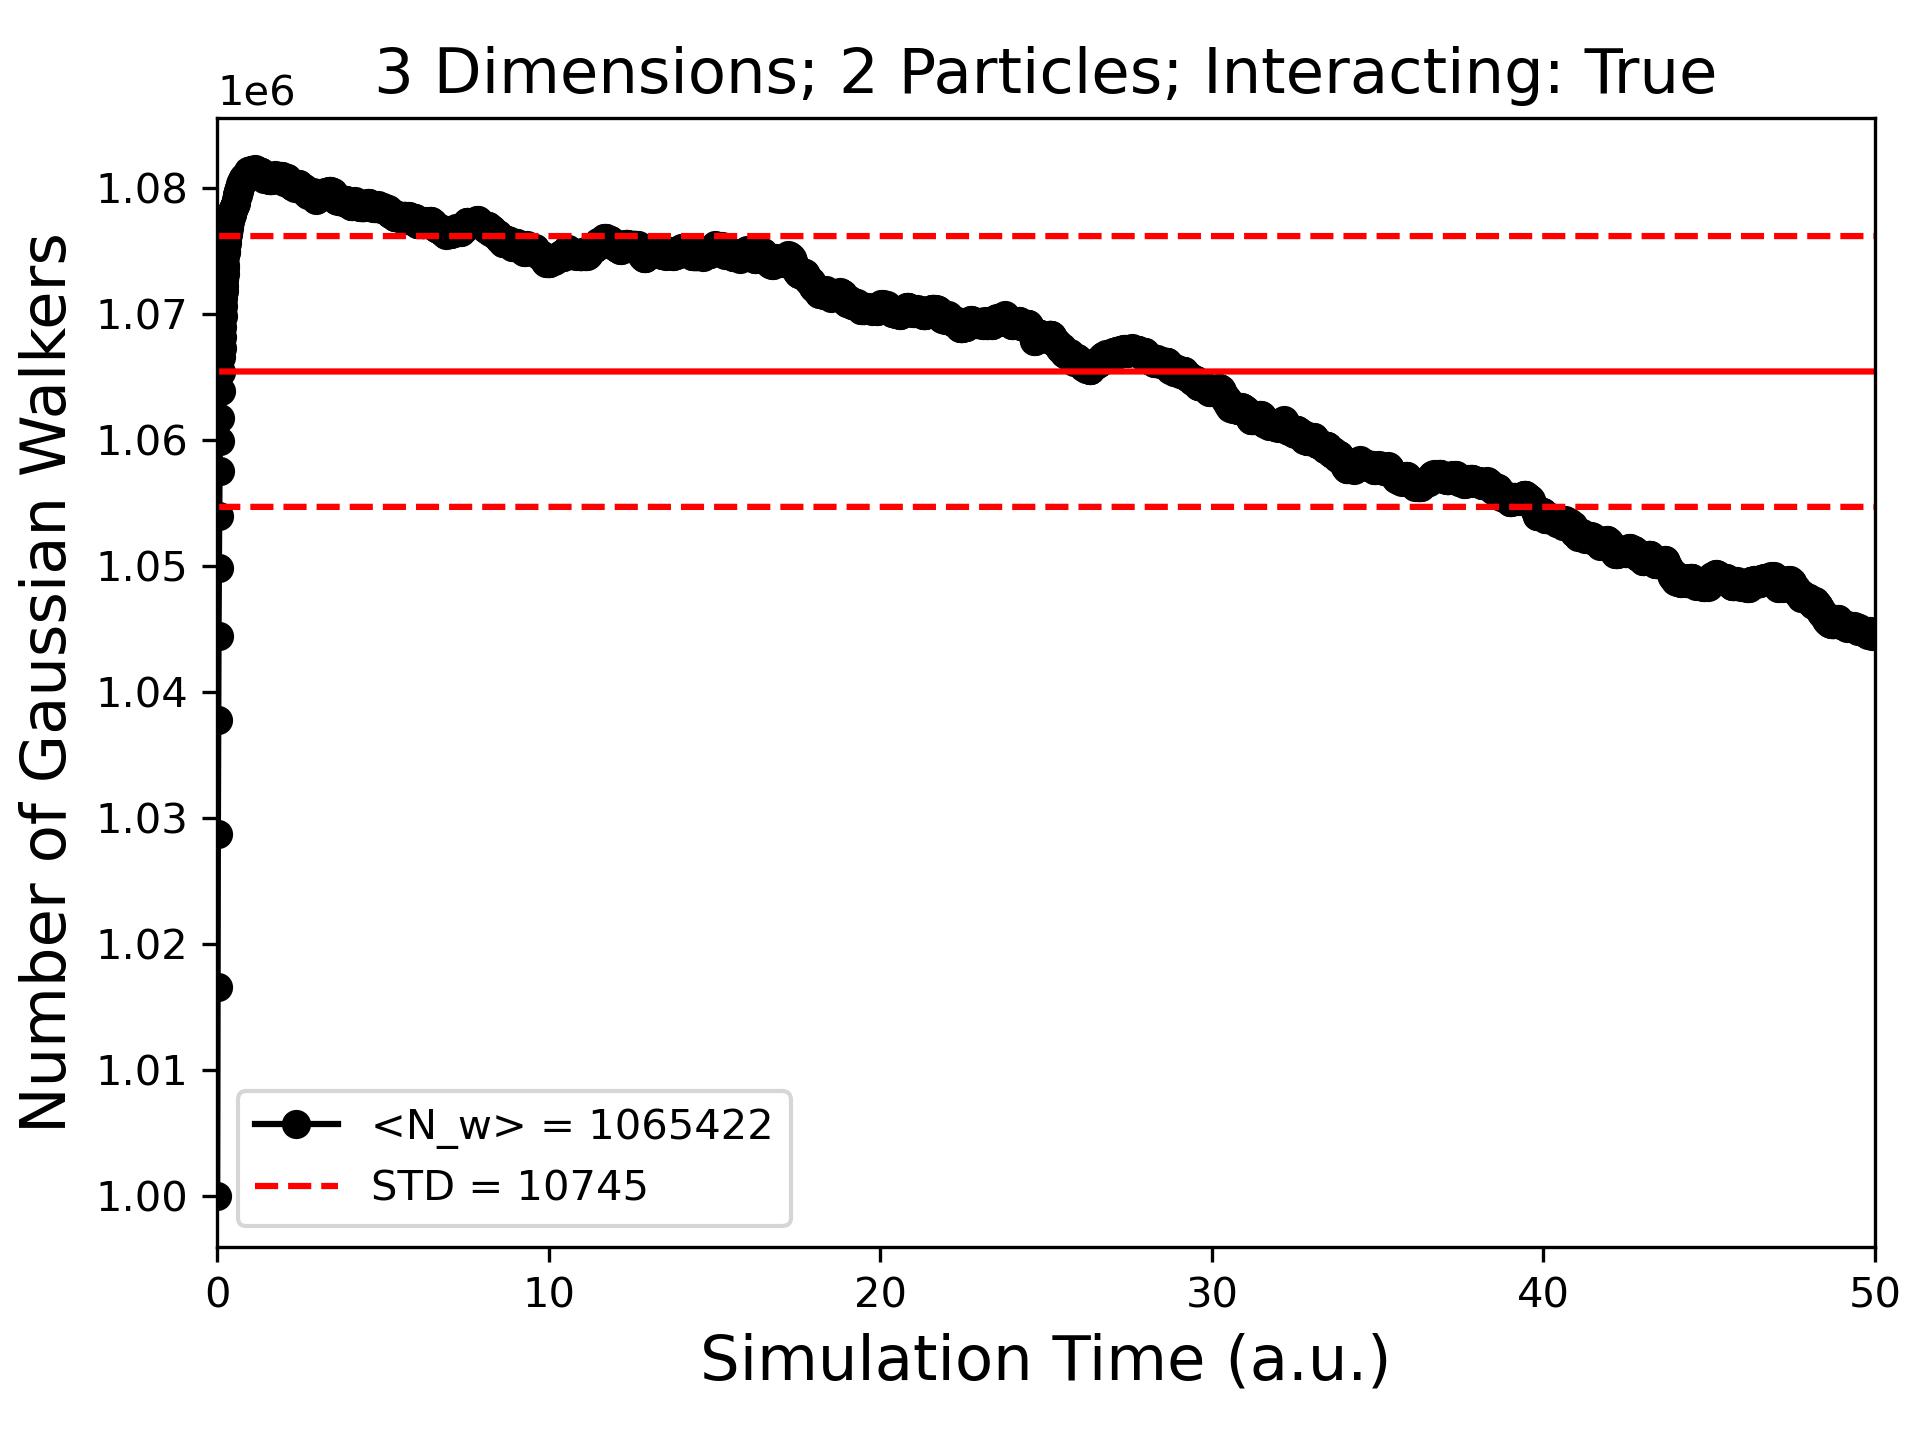 3 Dimensions; 2 Particles; Interacting: True
1e6
Number of Gaussian Walkers
1.08
1.07
1.06
1.05
1.04
1.03
1.02
1.01
1.00
<N_w> = 1065422
STD = 10745
0 10 20 30 40 50
Simulation Time (a.u.)